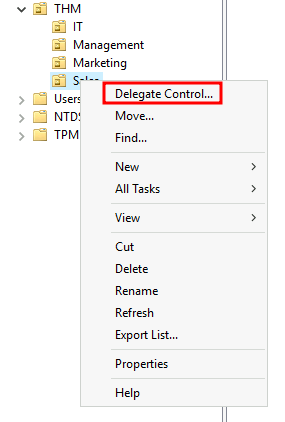 THM
IT
Management
Marketing
Sales
Users
NTDS
TPM
Delegate Control...
Move...
Find...
New
All Tasks
View
Cut
Delete
Rename
Refresh
Export List...
Properties
Help